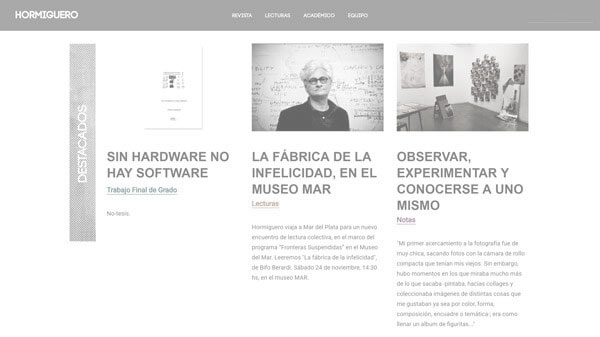 HORMIGUERO
REVISTA LECTURAS ACADÉMICO EQUIPO
DESTACADOS
SIN HARDWARE NO
HAY SOFTWARE
Trabajo Final de Grado
No-tesis.
LA FÁBRICA DE LA
INFELICIDAD, EN EL
MUSEO MAR
Lecturas
Hormiguero viaja a Mar del Plata para un nuevo
encuentro de lectura colectiva, en el marco del
programa "Fronteras Suspendidas" en el Museo
del Mar. Leeremos "La fábrica de la infelicidad",
de Bifo Berardi. Sábado 24 de noviembre, 14:30
hs, en el museo MAR.
OBSERVAR,
EXPERIMENTAR Y
CONOCERSE A UNO
MISMO
Notas
"Mi primer acercamiento a la fotografía fue de
muy chica, sacando fotos con la cámara de rollo
compacta que tenían mis viejos. Sin embargo,
hubo momentos en los que miraba mucho más
de lo que sacaba -pintaba, hacías collages y
coleccionaba imágenes de distintas cosas que
me gustaban ya sea por color, forma,
composición, encuadre o temática-; era como
llenar un album de figuritas..."